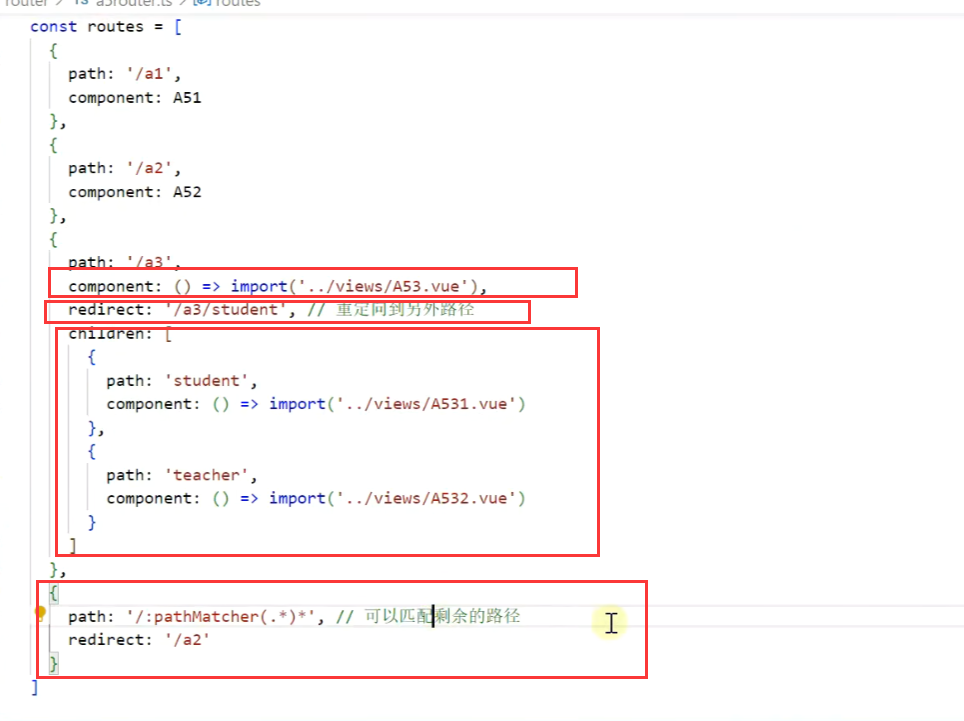 router > TS a5router.ts > routes
const routes = [
{
path: '/a1',
component: A51
},
{
path: '/a2',
component: A52
},
{
path: '/a3',
component: () => import('../views/A53.vue'),
redirect: '/a3/student', // 重定向到另外路径
children: [
{
path: 'student',
component: () => import('../views/A531.vue')
},
{
path: 'teacher',
component: () => import('../views/A532.vue')
}
]
},
{
path: '/:pathMatcher(.*)*', // 可以匹配剩余的路径
redirect: '/a2'
}
]